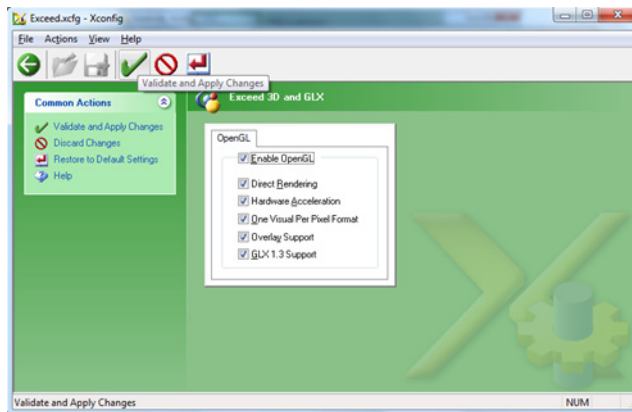 Exceed.xcfg - Xconfig
File Actions View Help
Validate and Apply Changes
Common Actions
Validate and Apply Changes
Discard Changes
Restore to Default Settings
Help
Exceed 3D and GLX
OpenGL
Enable OpenGL
Direct Rendering
Hardware Acceleration
One Visual Per Pixel Format
Overlay Support
GLX 1.3 Support
Validate and Apply Changes NUM